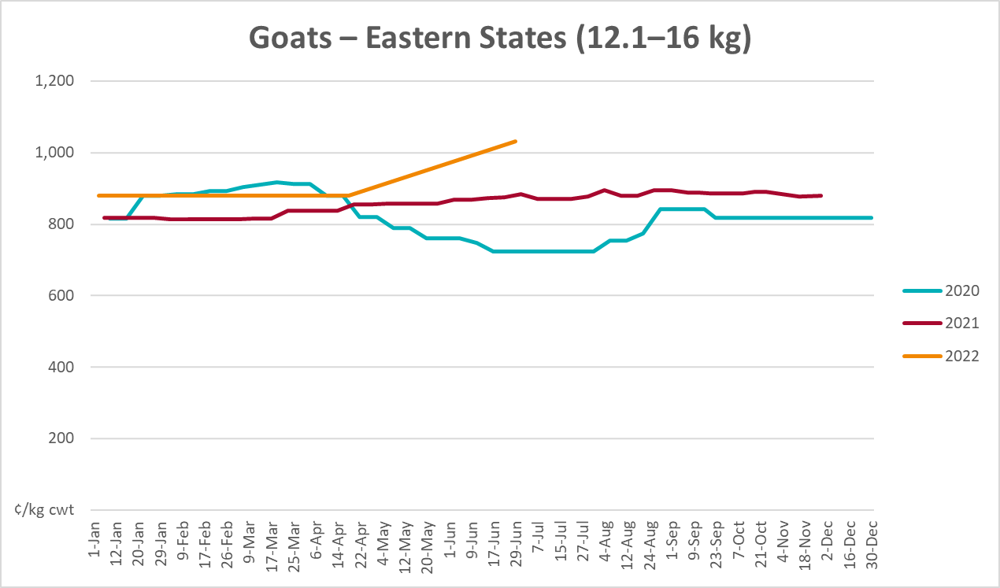 Goats – Eastern States (12.1–16 kg)
1,200
1,000
800
600
400
200
¢/kg cwt
1-Jan
12-Jan
20-Jan
29-Jan
9-Feb
17-Feb
26-Feb
9-Mar
17-Mar
25-Mar
6-Apr
14-Apr
22-Apr
4-May
12-May
20-May
1-Jun
9-Jun
17-Jun
29-Jun
7-Jul
15-Jul
27-Jul
4-Aug
12-Aug
24-Aug
1-Sep
9-Sep
23-Sep
7-Oct
21-Oct
4-Nov
18-Nov
2-Dec
16-Dec
30-Dec
2020
2021
2022